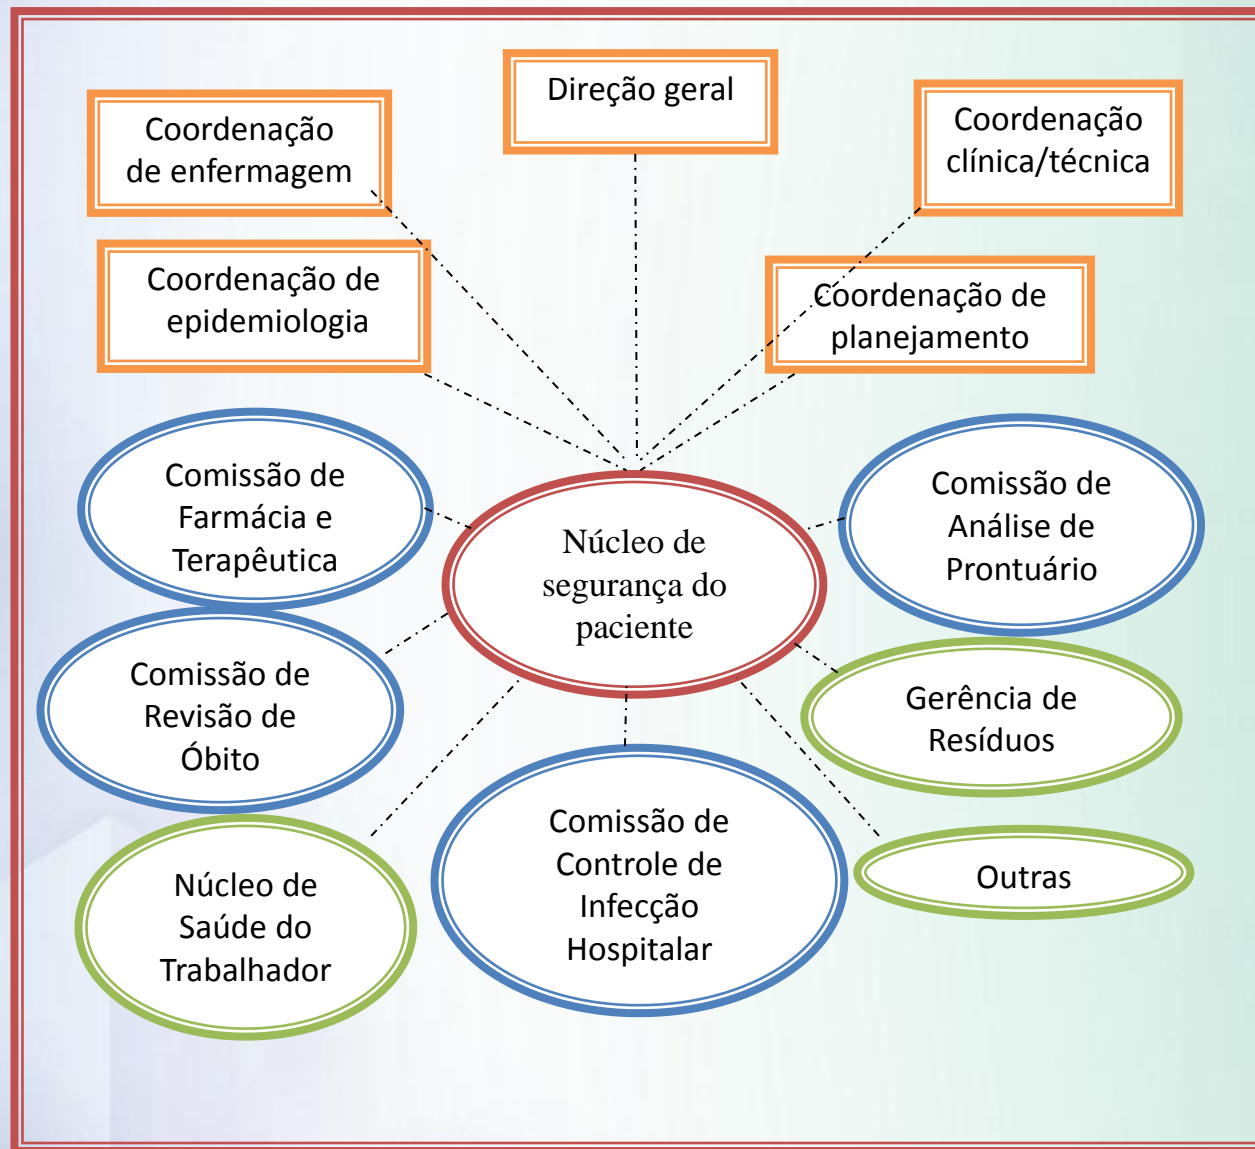 Direção geral
Coordenação
de enfermagem
Coordenação
clínica/técnica
Coordenação de
epidemiologia
Coordenação de
planejamento
Comissão de
Farmácia e
Terapêutica
Núcleo de
segurança do
paciente
Comissão de
Análise de
Prontuário
Comissão de
Revisão de
Óbito
Gerência de
Resíduos
Núcleo de
Saúde do
Trabalhador
Comissão de
Controle de
Infecção
Hospitalar
Outras